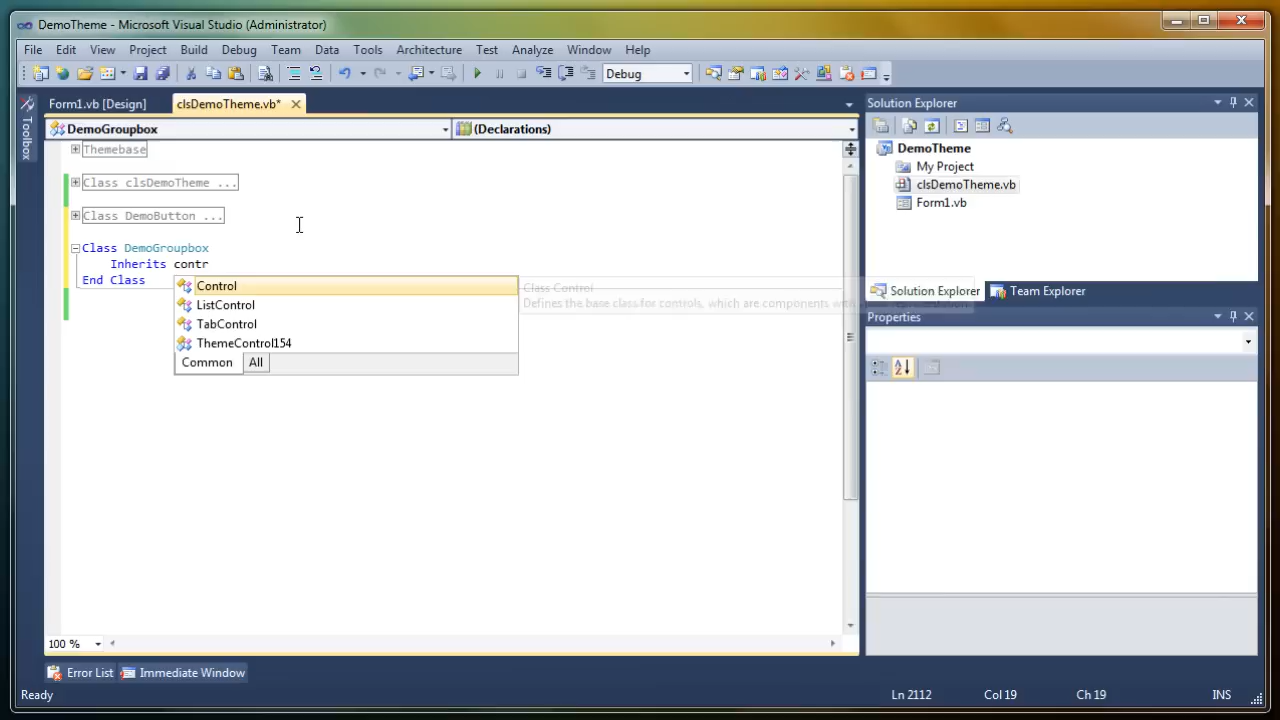 DemoTheme - Microsoft Visual Studio (Administrator)
File Edit View Project Build Debug Team Data Tools Architecture Test Analyze Window Help
Debug
Toolbox
Form1.vb [Design] clsDemoTheme.vb*
DemoGroupbox (Declarations)
Themebase
Class clsDemoTheme ...
Class DemoButton ...
Class DemoGroupbox
Inherits contr
End Class
Control
ListControl
TabControl
ThemeControl154
Common All
Class Control
Defines the base class for controls, which are components with
100 %
Solution Explorer
DemoTheme
My Project
clsDemoTheme.vb
Form1.vb
Solution Explorer Team Explorer
Properties
Error List Immediate Window
Ready Ln 2112 Col 19 Ch 19 INS